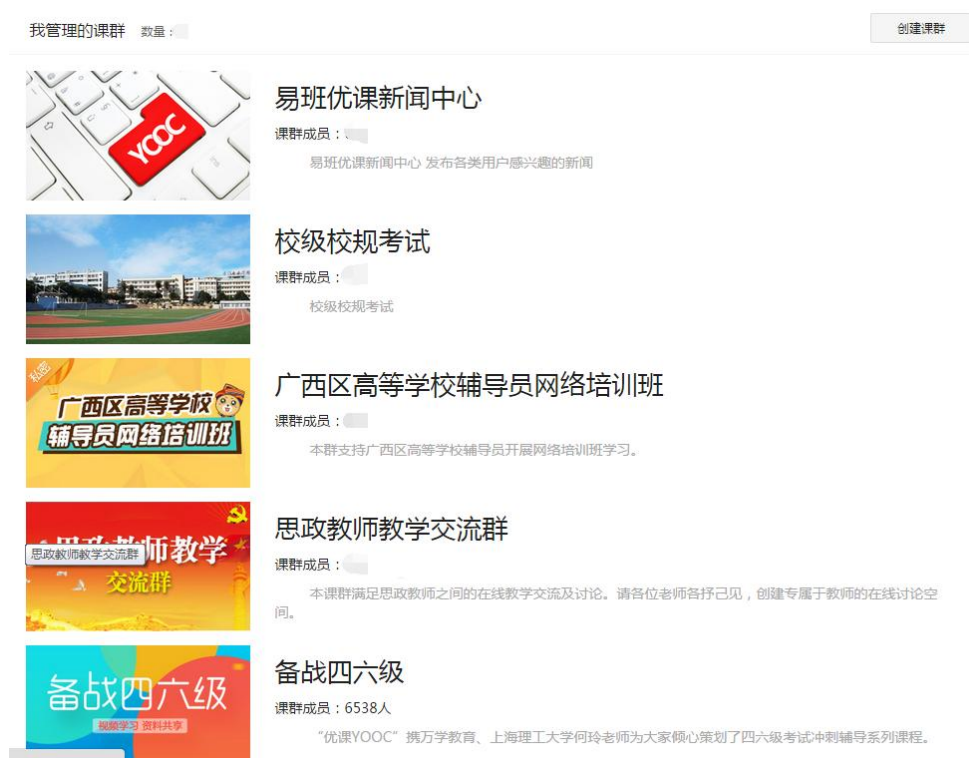 我管理的课群 数量：
创建课群
YOOC
易班优课新闻中心
课群成员：
易班优课新闻中心 发布各类用户感兴趣的新闻
校级校规考试
课群成员：
校级校规考试
私密
广西区高等学校
辅导员网络培训班
广西区高等学校辅导员网络培训班
课群成员：
本群支持广西区高等学校辅导员开展网络培训班学习。
师教学
思政教师教学交流群
交流群
思政教师教学交流群
课群成员：
本课群满足思政教师之间的在线教学交流及讨论。请各位老师各抒己见，创建专属于教师的在线讨论空
间。
备战四六级
视频学习 资料共享
备战四六级
课群成员：6538人
“优课YOOC”携万学教育、上海理工大学何玲老师为大家倾心策划了四六级考试冲刺辅导系列课程。